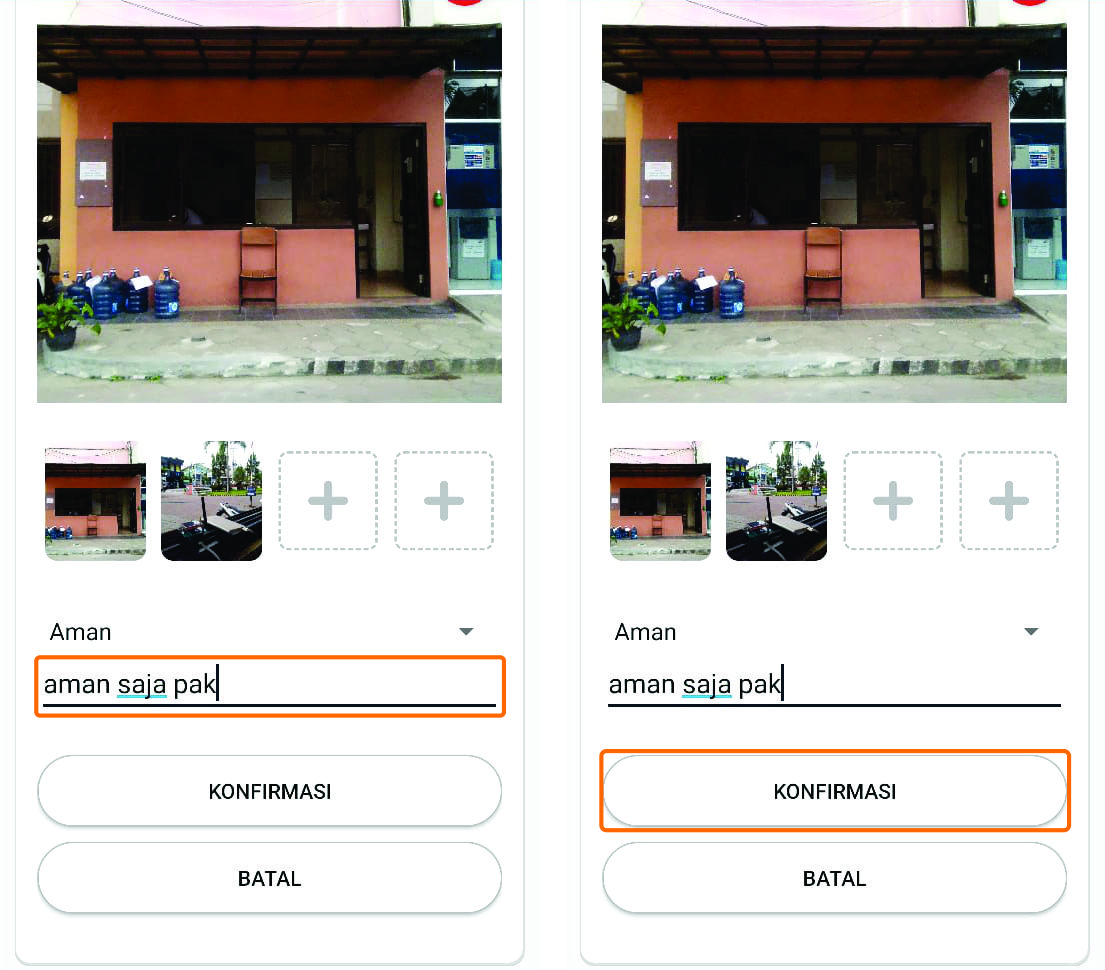 Aman
aman saja pak
KONFIRMASI
BATAL
Aman
aman saja pak
KONFIRMASI
BATAL